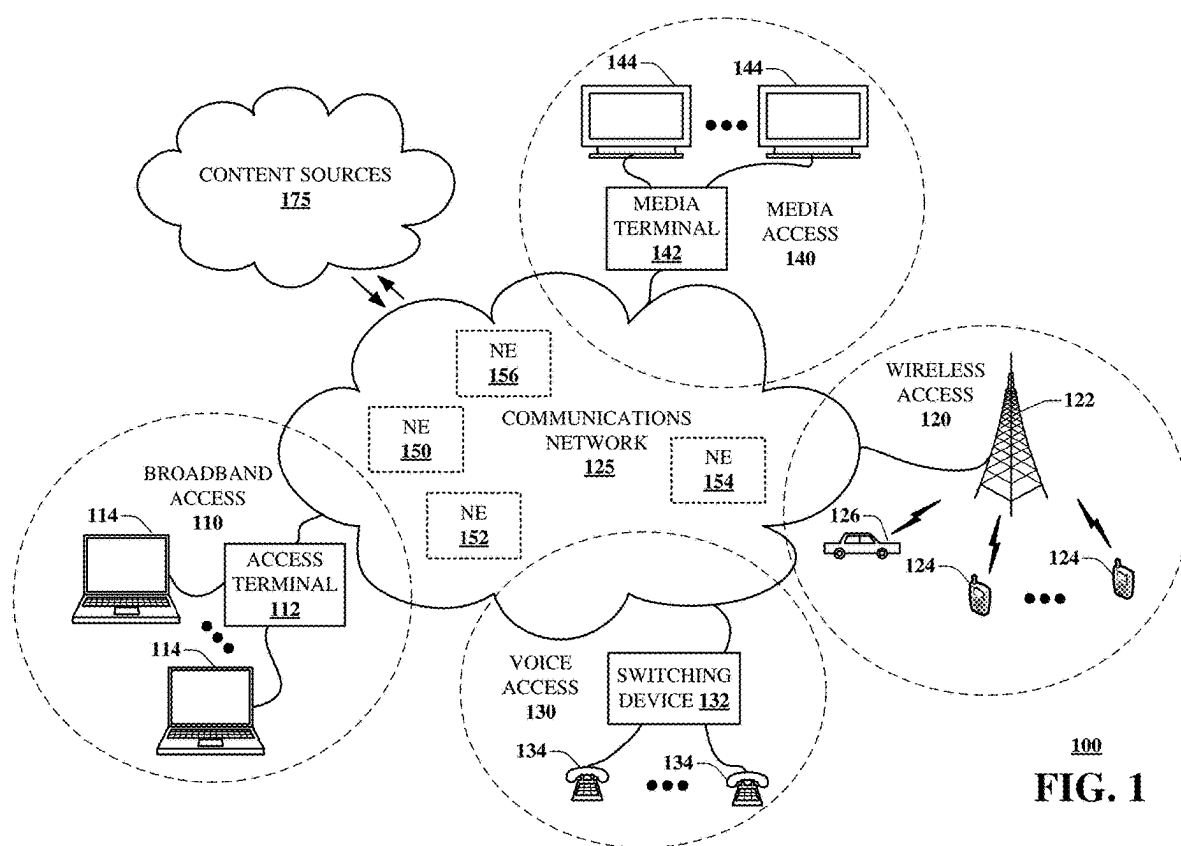 144
144
CONTENT SOURCES
175
MEDIA
TERMINAL
142
MEDIA
ACCESS
140
NE
156
COMMUNICATIONS
NETWORK
125
NE
150
NE
154
NE
152
WIRELESS
ACCESS
120
122
126
124
124
BROADBAND
ACCESS
110
114
ACCESS
TERMINAL
112
114
VOICE
ACCESS
130
SWITCHING
DEVICE 132
134
134
100
FIG. 1